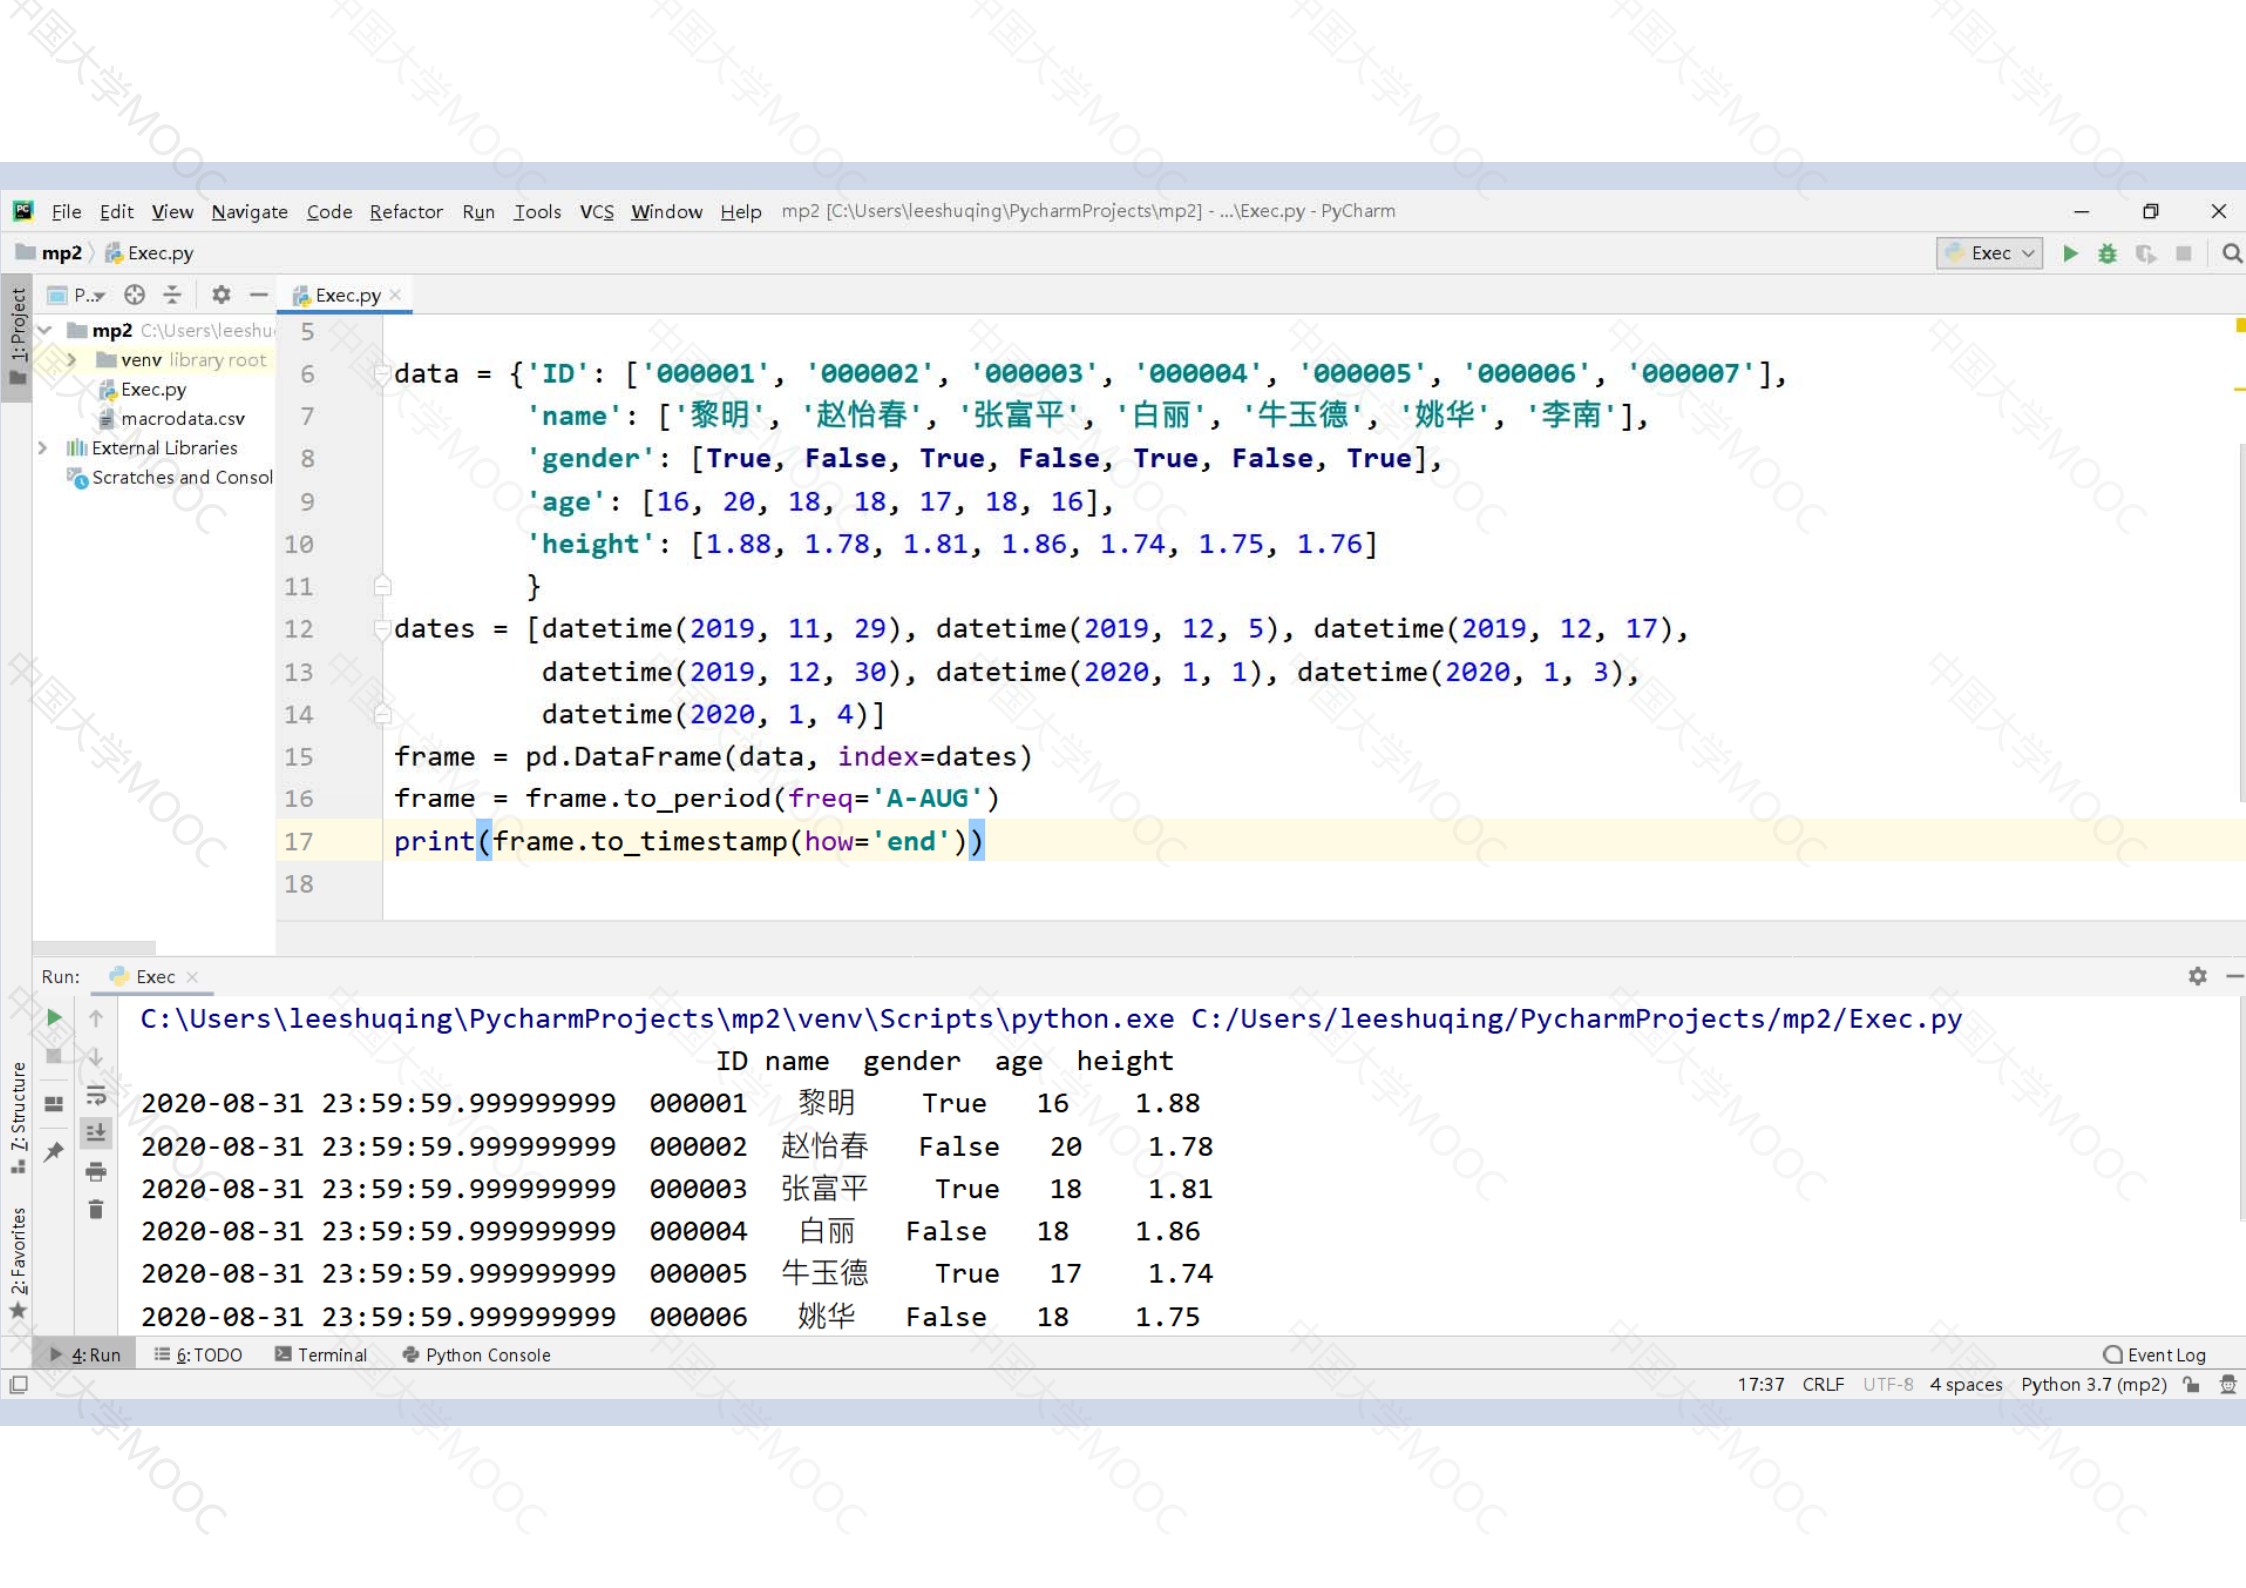 File Edit View Navigate Code Refactor Run Tools VCS Window Help mp2 [C:\Users\leeshuqing\PycharmProjects\mp2] - ...\Exec.py - PyCharm
mp2 Exec.py Exec
1: Project P.. Exec.py
mp2 C:\Users\leeshu
venv library root
Exec.py
macrodata.csv
External Libraries
Scratches and Consol
5
6 data = {'ID': ['000001', '000002', '000003', '000004', '000005', '000006', '000007'],
7 'name': ['黎明', '赵怡春', '张富平', '白丽', '牛玉德', '姚华', '李南'],
8 'gender': [True, False, True, False, True, False, True],
9 'age': [16, 20, 18, 18, 17, 18, 16],
10 'height': [1.88, 1.78, 1.81, 1.86, 1.74, 1.75, 1.76]
11 }
12 dates = [datetime(2019, 11, 29), datetime(2019, 12, 5), datetime(2019, 12, 17),
13 datetime(2019, 12, 30), datetime(2020, 1, 1), datetime(2020, 1, 3),
14 datetime(2020, 1, 4)]
15 frame = pd.DataFrame(data, index=dates)
16 frame = frame.to_period(freq='A-AUG')
17 print(frame.to_timestamp(how='end'))
18
Run: Exec
C:\Users\leeshuqing\PycharmProjects\mp2\venv\Scripts\python.exe C:/Users/leeshuqing/PycharmProjects/mp2/Exec.py
ID name gender age height
2020-08-31 23:59:59.999999999 000001 黎明 True 16 1.88
2020-08-31 23:59:59.999999999 000002 赵怡春 False 20 1.78
2020-08-31 23:59:59.999999999 000003 张富平 True 18 1.81
2020-08-31 23:59:59.999999999 000004 白丽 False 18 1.86
2020-08-31 23:59:59.999999999 000005 牛玉德 True 17 1.74
2020-08-31 23:59:59.999999999 000006 姚华 False 18 1.75
Z: Structure
2: Favorites
4: Run 6: TODO Terminal Python Console Event Log
17:37 CRLF UTF-8 4 spaces Python 3.7 (mp2)
中国大学MOOC